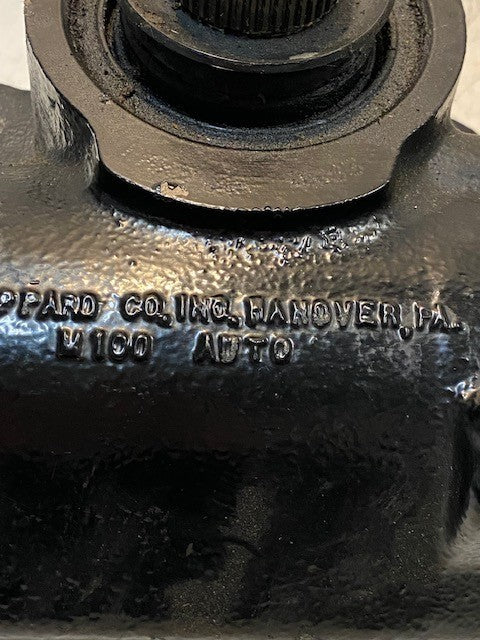 PPARD CO., INC., HANOVER, PA.
M100 AUTO